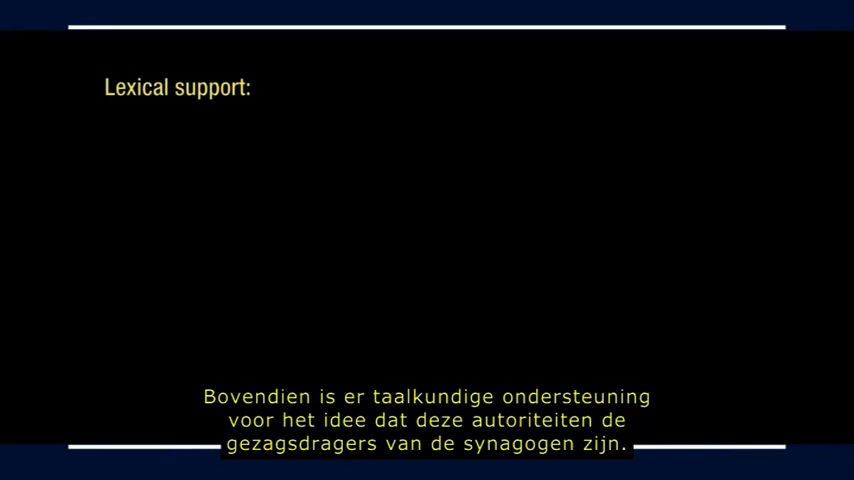 Lexical support:
Bovendien is er taalkundige ondersteuning
voor het idee dat deze autoriteiten de
gezagsdragers van de synagogen zijn.